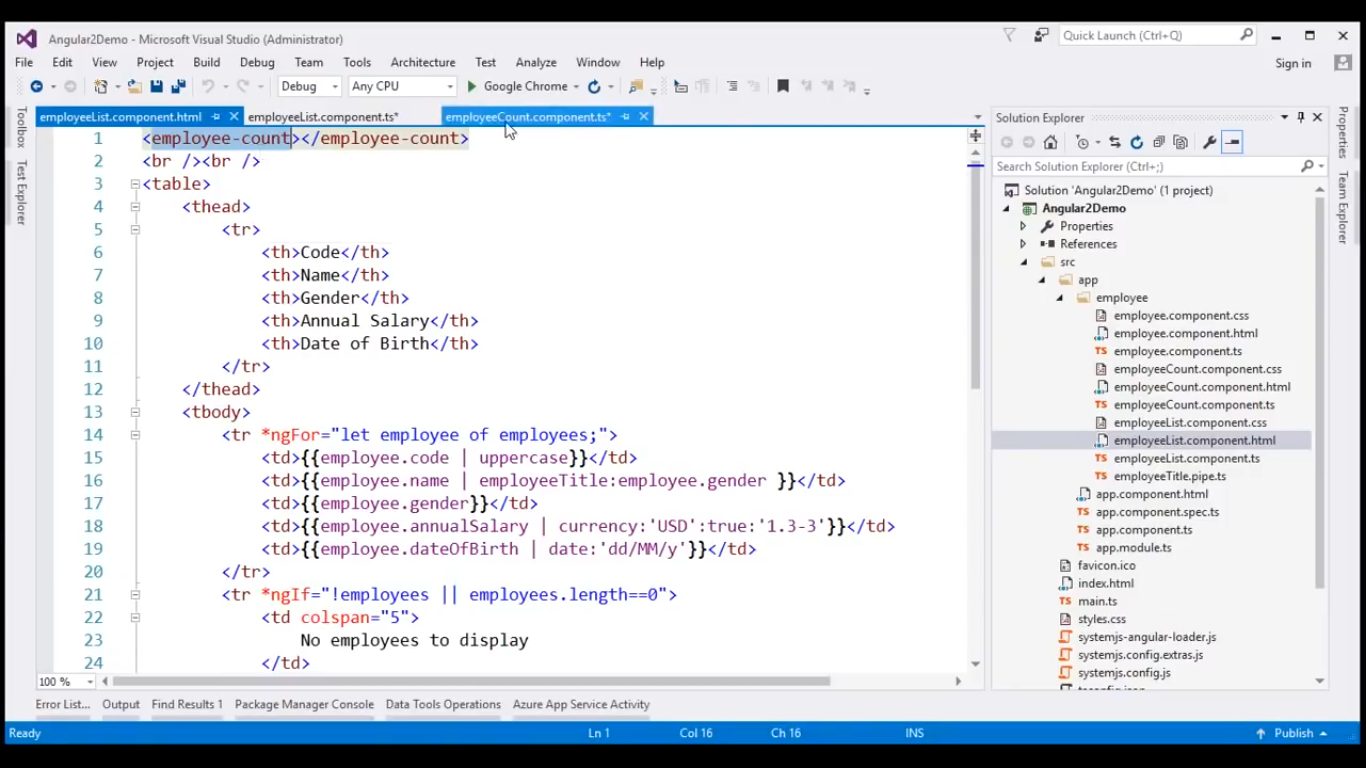 Angular2Demo - Microsoft Visual Studio (Administrator)
Quick Launch (Ctrl+Q)
File Edit View Project Build Debug Team Tools Architecture Test Analyze Window Help
Sign in
Debug Any CPU Google Chrome
Toolbox
Test Explorer
employeeList.component.html employeeList.component.ts* employeeCount.component.ts*
1 <employee-count></employee-count>
2 <br /><br />
3 <table>
4 <thead>
5 <tr>
6 <th>Code</th>
7 <th>Name</th>
8 <th>Gender</th>
9 <th>Annual Salary</th>
10 <th>Date of Birth</th>
11 </tr>
12 </thead>
13 <tbody>
14 <tr *ngFor="let employee of employees;">
15 <td>{{employee.code | uppercase}}</td>
16 <td>{{employee.name | employeeTitle:employee.gender }}</td>
17 <td>{{employee.gender}}</td>
18 <td>{{employee.annualSalary | currency:'USD':true:'1.3-3'}}</td>
19 <td>{{employee.dateOfBirth | date:'dd/MM/y'}}</td>
20 </tr>
21 <tr *ngIf="!employees || employees.length==0">
22 <td colspan="5">
23 No employees to display
24 </td>
100 %
Solution Explorer
Search Solution Explorer (Ctrl+;)
Solution 'Angular2Demo' (1 project)
Angular2Demo
Properties
References
src
app
employee
employee.component.css
employee.component.html
TS employee.component.ts
employeeCount.component.css
employeeCount.component.html
TS employeeCount.component.ts
employeeList.component.css
employeeList.component.html
TS employeeList.component.ts
TS employeeTitle.pipe.ts
app.component.html
TS app.component.spec.ts
TS app.component.ts
TS app.module.ts
favicon.ico
index.html
TS main.ts
styles.css
systemjs-angular-loader.js
systemjs.config.extras.js
systemjs.config.js
Properties
Team Explorer
Error List... Output Find Results 1 Package Manager Console Data Tools Operations Azure App Service Activity
Ready Ln 1 Col 16 Ch 16 INS Publish